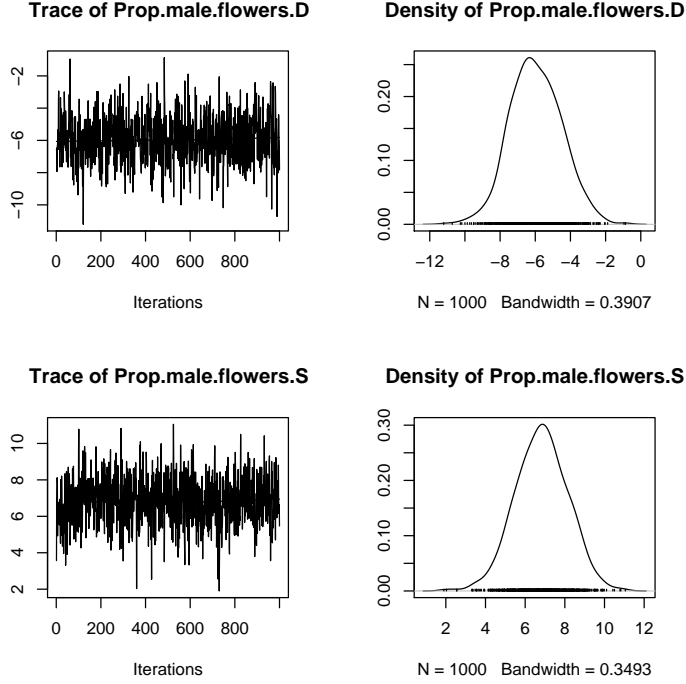 Trace of Prop.male.flowers.D
Density of Prop.male.flowers.D
-2
-6
-10
0 200 400 600 800
Iterations
0.20
0.10
0.00
-12 -10 -8 -6 -4 -2 0
N = 1000 Bandwidth = 0.3907
Trace of Prop.male.flowers.S
Density of Prop.male.flowers.S
10
8
6
4
2
0 200 400 600 800
Iterations
0.30
0.20
0.10
0.00
2 4 6 8 10 12
N = 1000 Bandwidth = 0.3493